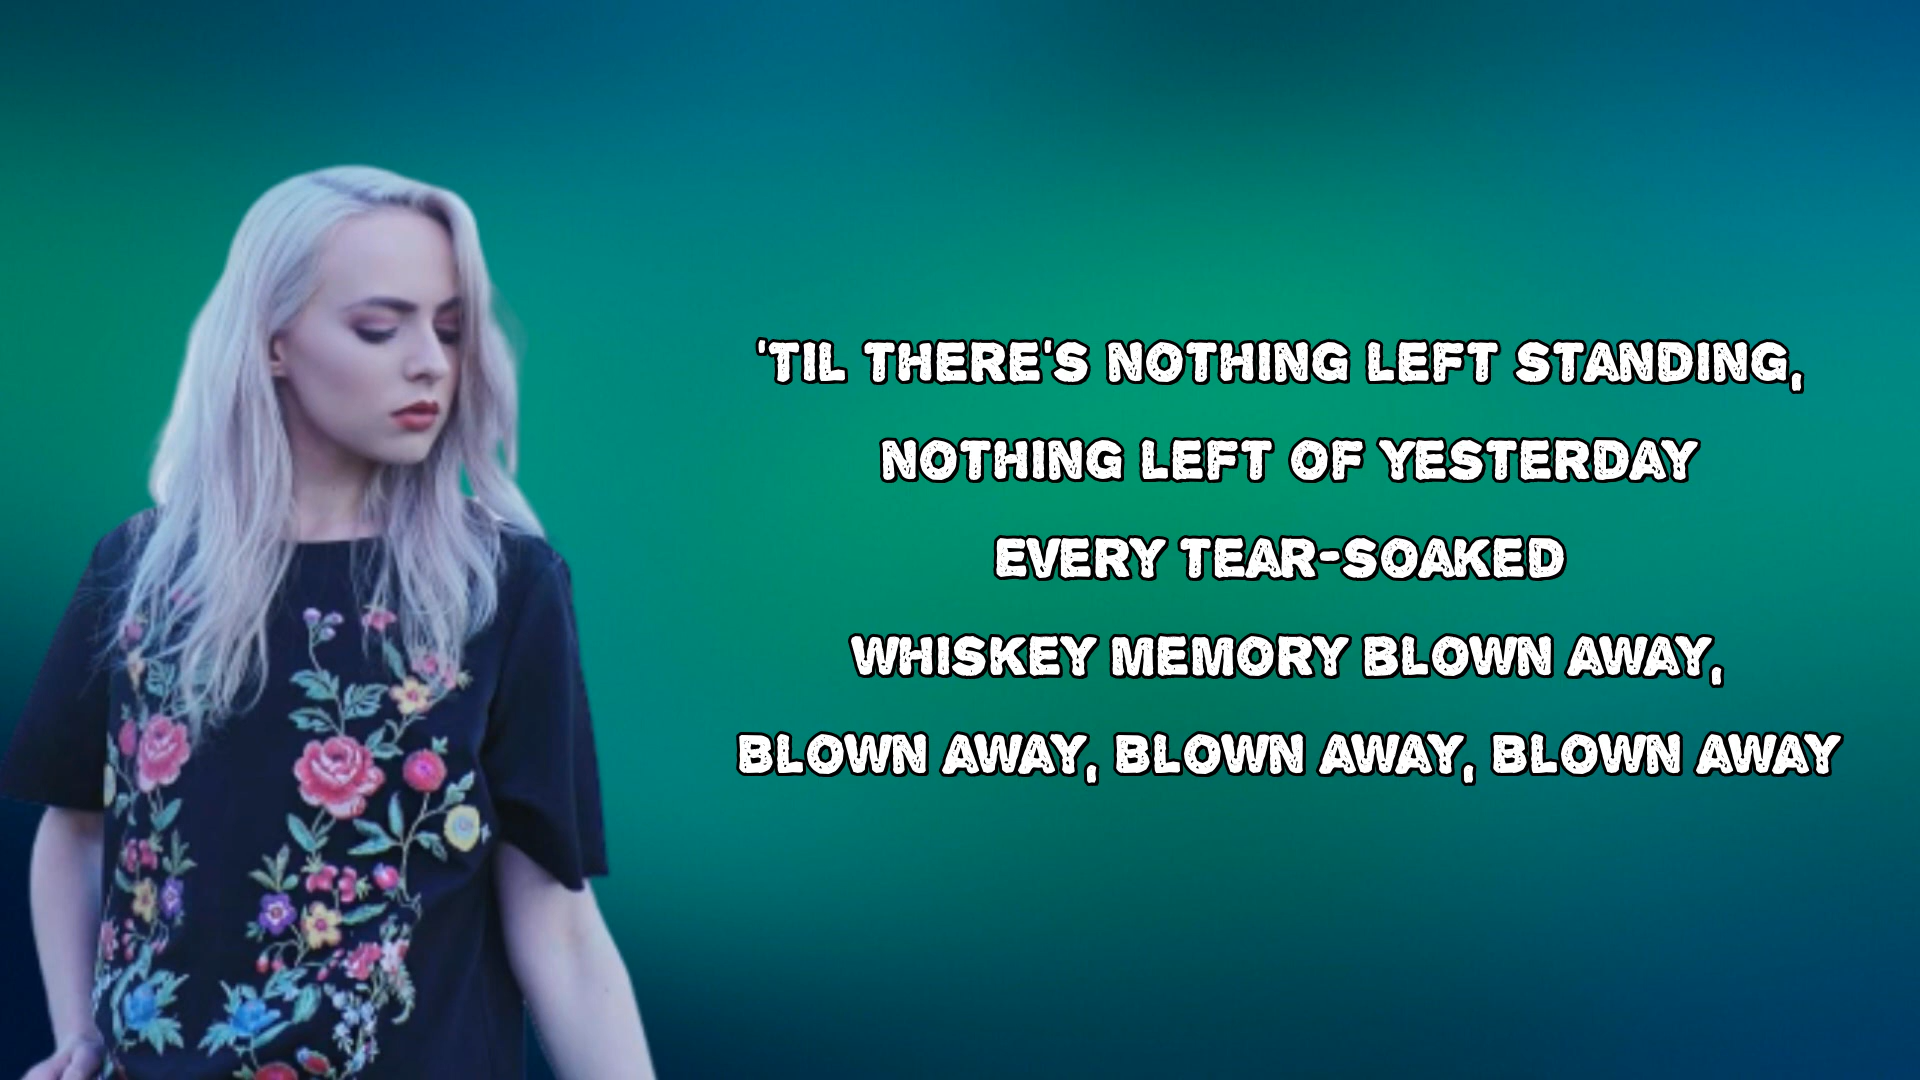 'TIL THERE'S NOTHING LEFT STANDING,
NOTHING LEFT OF YESTERDAY
EVERY TEAR-SOAKED
WHISKEY MEMORY BLOWN AWAY,
BLOWN AWAY, BLOWN AWAY, BLOWN AWAY